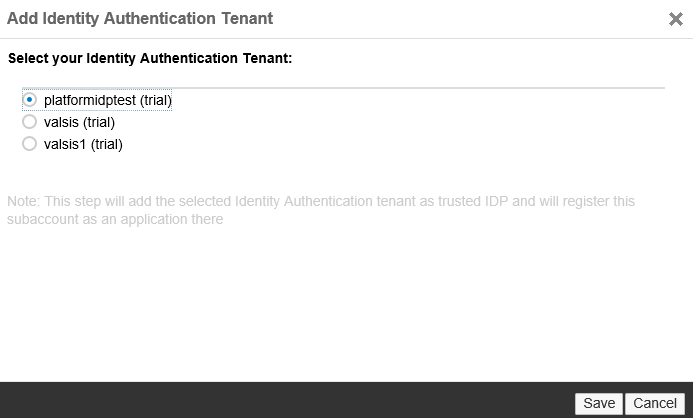 Add Identity Authentication Tenant
Select your Identity Authentication Tenant:
platformidptest (trial)
valsis (trial)
valsis1 (trial)
Note: This step will add the selected Identity Authentication tenant as trusted IDP and will register this
subaccount as an application there
Save Cancel